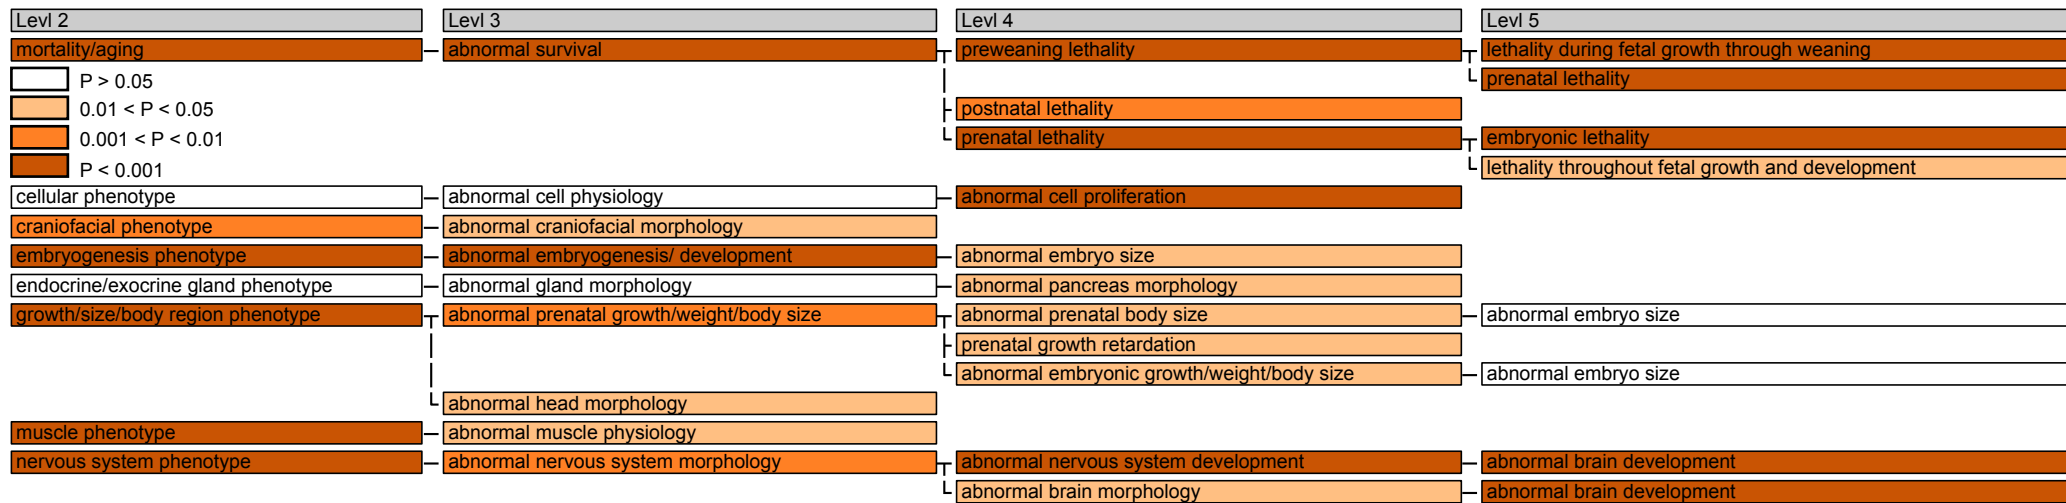 Levl 2 Levl 3 Levl 4 Levl 5
mortality/aging abnormal survival preweaning lethality lethality during fetal growth through weaning
P > 0.05 prenatal lethality
0.01 < P < 0.05 postnatal lethality
0.001 < P < 0.01 prenatal lethality embryonic lethality
P < 0.001 lethality throughout fetal growth and development
cellular phenotype abnormal cell physiology abnormal cell proliferation
craniofacial phenotype abnormal craniofacial morphology
embryogenesis phenotype abnormal embryogenesis/ development abnormal embryo size
endocrine/exocrine gland phenotype abnormal gland morphology abnormal pancreas morphology
growth/size/body region phenotype abnormal prenatal growth/weight/body size abnormal prenatal body size abnormal embryo size
prenatal growth retardation
abnormal embryonic growth/weight/body size abnormal embryo size
abnormal head morphology
muscle phenotype abnormal muscle physiology
nervous system phenotype abnormal nervous system morphology abnormal nervous system development abnormal brain development
abnormal brain morphology abnormal brain development